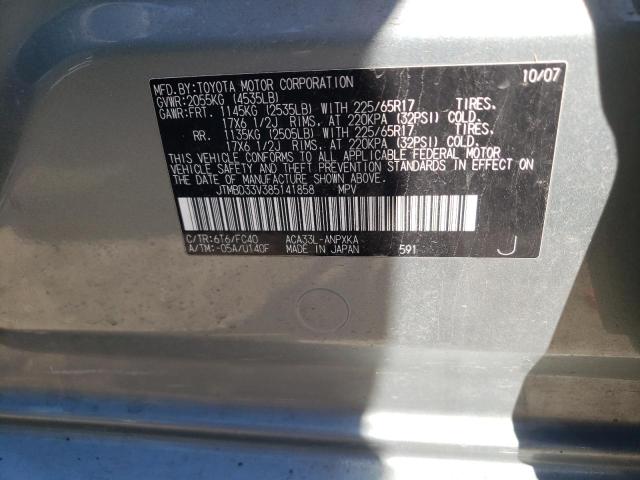 MFD.BY:TOYOTA MOTOR CORPORATION 10/07
GVWR:2055KG (4535LB)
GAWR:FRT. 1145KG (2535LB) WITH 225/65R17 TIRES.
17X6 1/2J RIMS. AT 220KPA (32PSI) COLD.
RR. 1135KG (2505LB) WITH 225/65R17 TIRES.
17X6 1/2J RIMS. AT 220KPA (32PSI) COLD.
THIS VEHICLE CONFORMS TO ALL APPLICABLE FEDERAL MOTOR
VEHICLE SAFETY AND THEFT PREVENTION STANDARDS IN EFFECT ON
THE DATE OF MANUFACTURE SHOWN ABOVE.
JTMBD33V385141858 MPV
C/TR:6T6/FC40 ACA33L-ANPXKA
A/TM:-05A/U140F MADE IN JAPAN 591 J